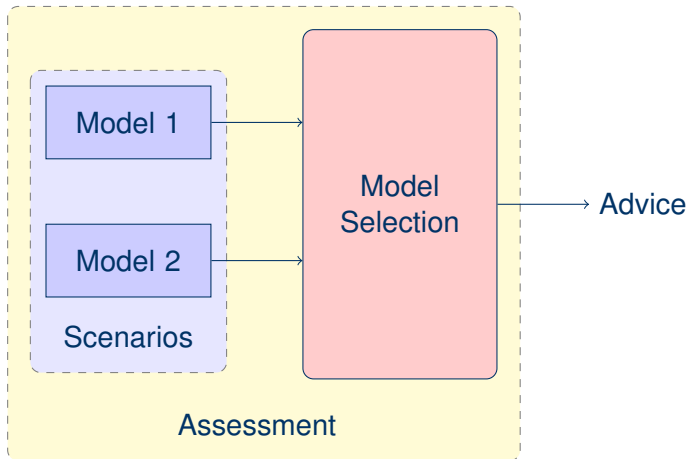 Model 1
Model 2
Scenarios
Model
Selection
Assessment
Advice